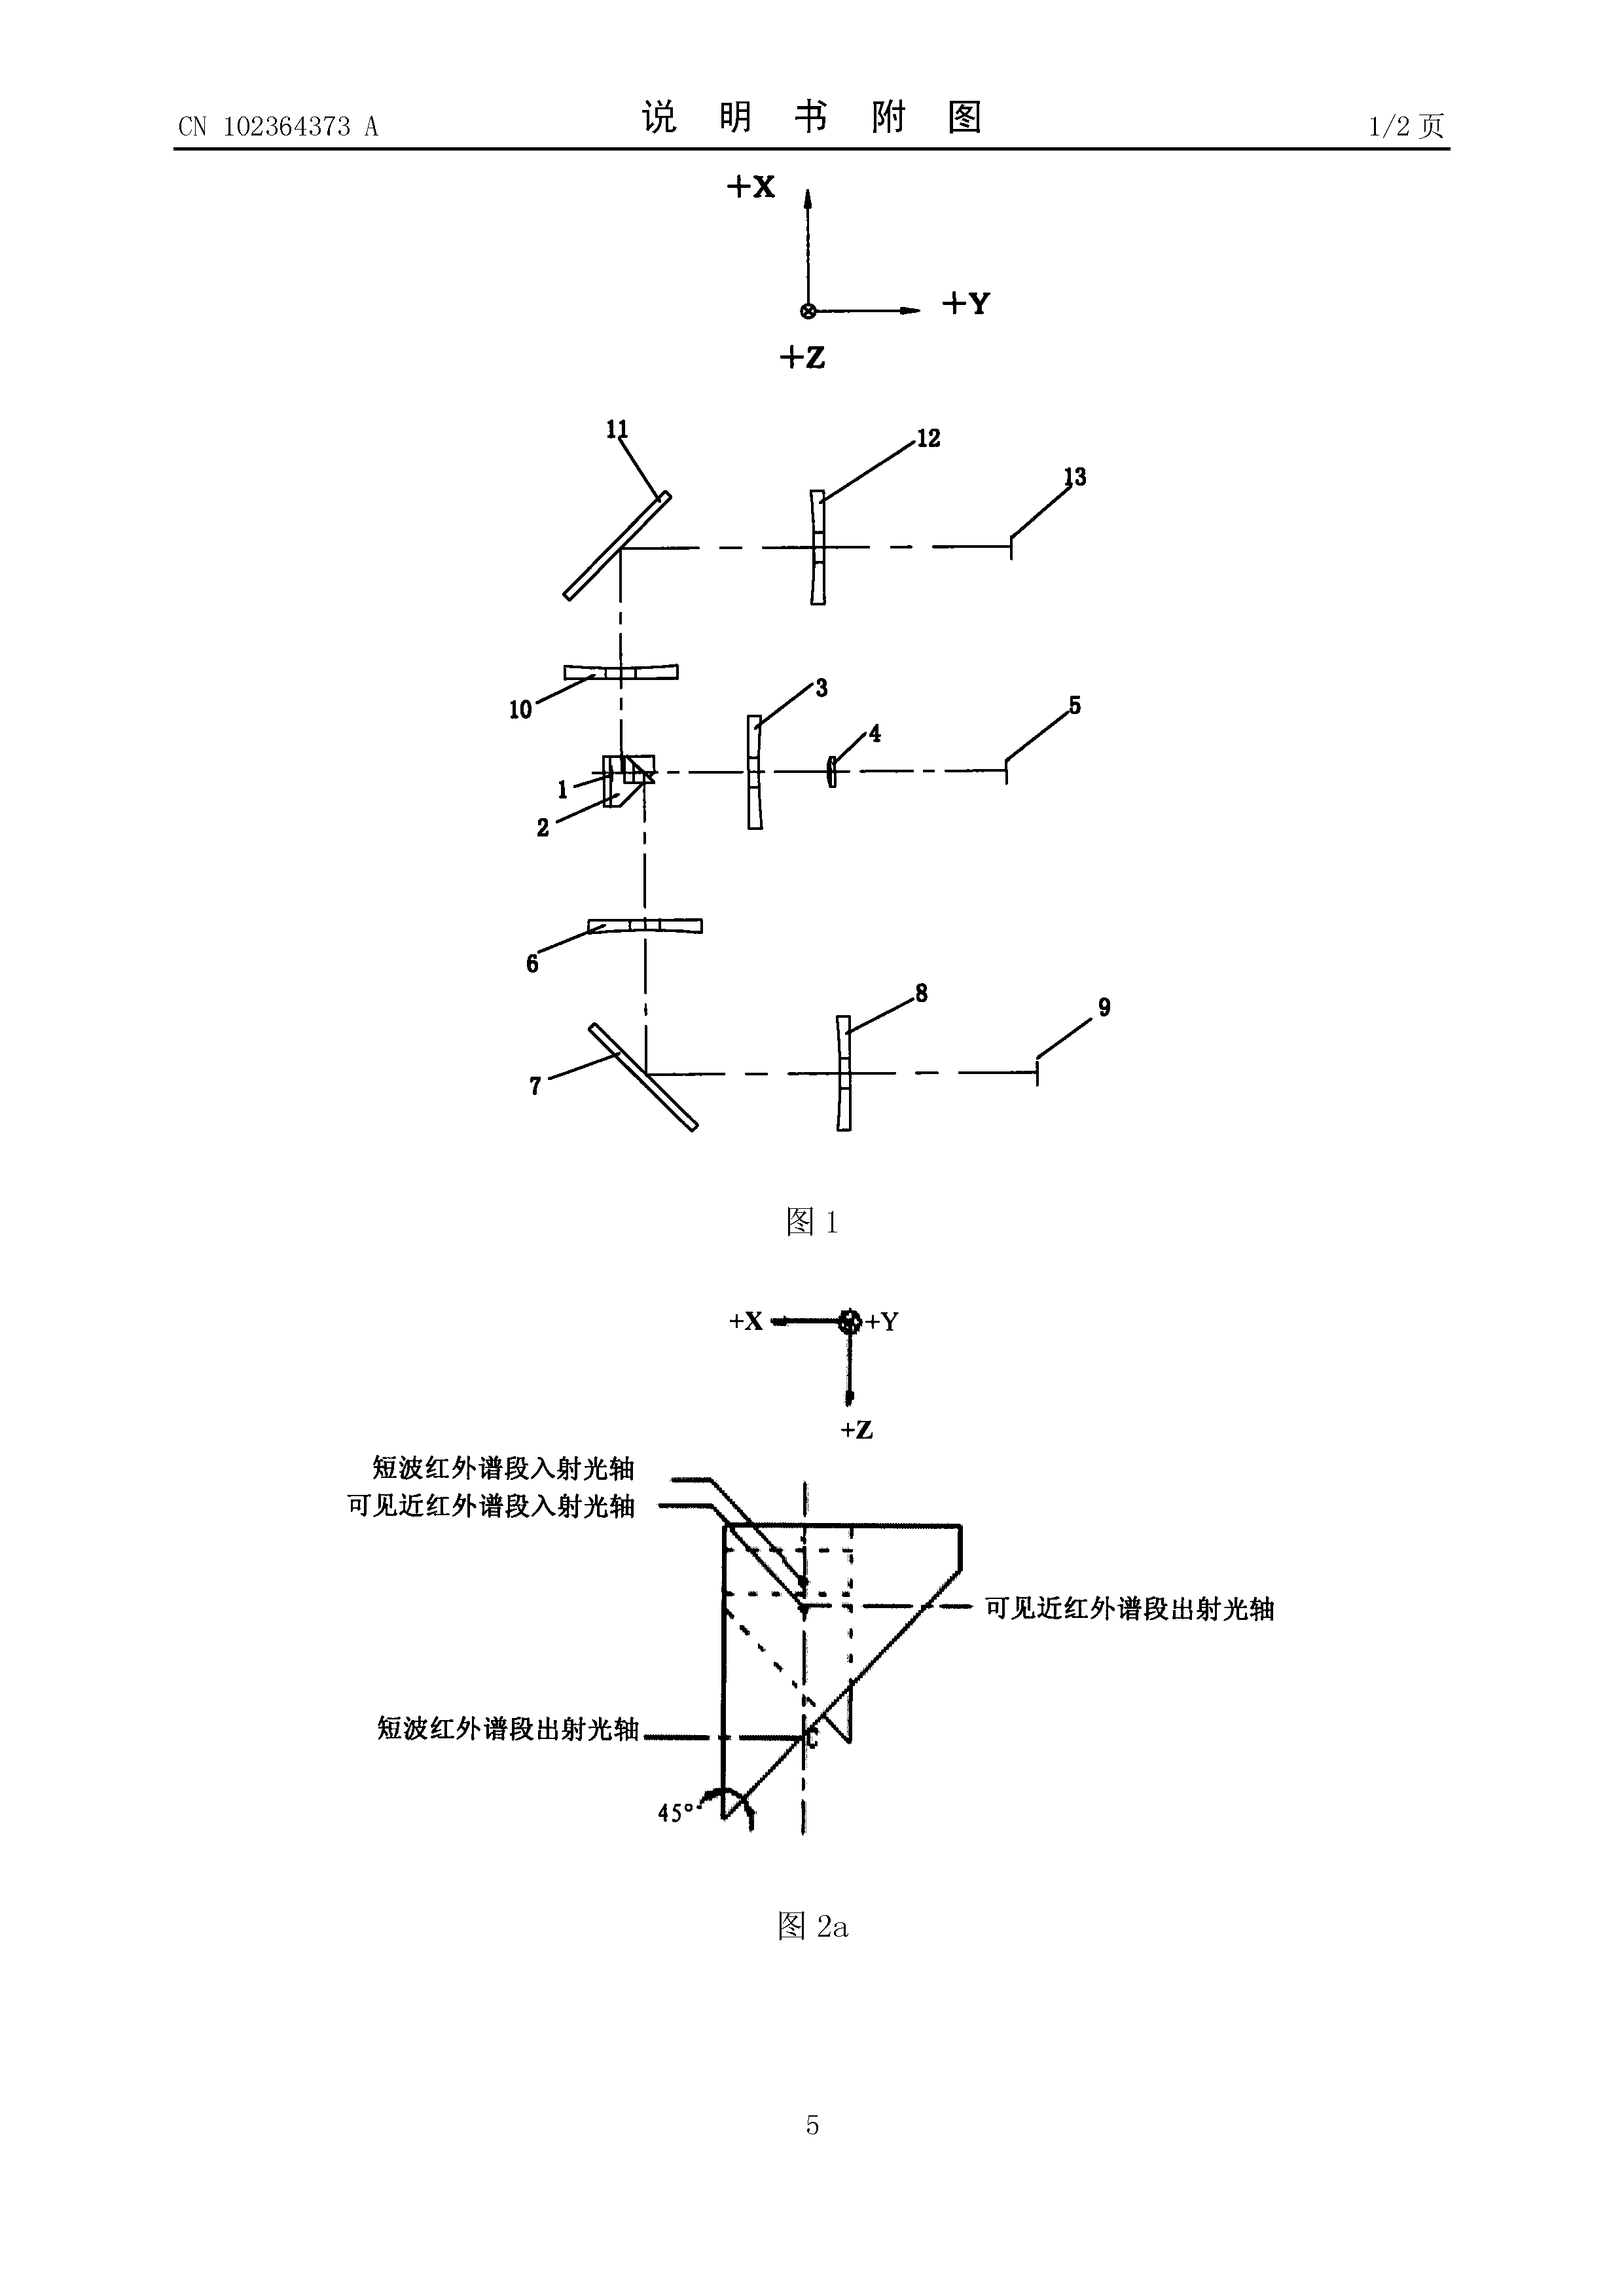 CN 102364373 A
说 明 书 附 图
1/2 页
+X
+Y
+Z
11
12
13
10
3
4
5
1
2
6
7
8
9
图 1
+X
+Y
+Z
短波红外谱段入射光轴
可见近红外谱段入射光轴
可见近红外谱段出射光轴
短波红外谱段出射光轴
45°
图 2a
5